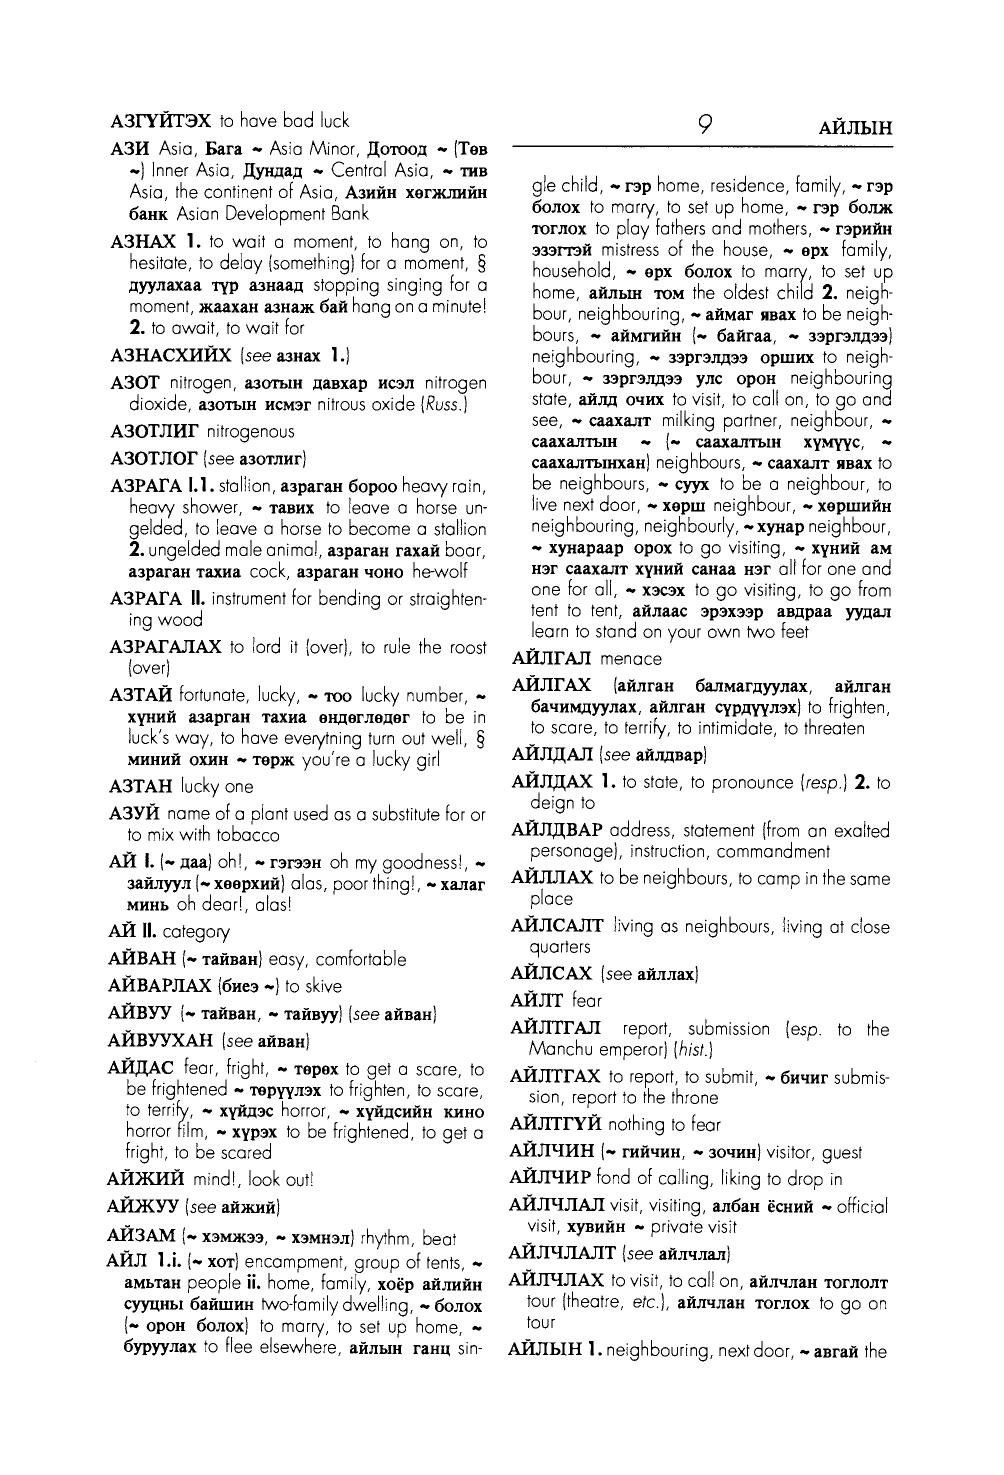 АЗГҮЙТЭХ to have bad luck
АЗИ Asia, Бага ~ Asia Minor, Дотоод ~ (Төв
~) Inner Asia, Дундад ~ Central Asia, ~ тив
Asia, the continent of Asia, Азийн хөгжлийн
банк Asian Development Bank
АЗНАХ 1. to wait a moment, to hang on, to
hesitate, to delay (something) for a moment, §
дуулахаа түр азнаад stopping singing for a
moment, жаахан азнаж бай hang on a minute!
2. to await, to wait for
АЗНАСХИЙХ (see азнах 1.)
АЗОТ nitrogen, азотын давхар исэл nitrogen
dioxide, азотын исмэг nitrous oxide (Russ.)
АЗОТЛИГ nitrogenous
АЗОТЛОГ (see азотлиг)
АЗРАГА I.1. stallion, азраган бороо heavy rain,
heavy shower, ~ тавих to leave a horse un-
gelded, to leave a horse to become a stallion
2. ungelded male animal, азраган гахай boar,
азраган тахиа cock, азраган чоно he-wolf
АЗРАГА II. instrument for bending or straighten-
ing wood
АЗРАГАЛАХ to lord it (over), to rule the roost
(over)
АЗТАЙ fortunate, lucky, ~ тоо lucky number, ~
хүний азарган тахиа өндөглөдөг to be in
luck's way, to have everytning turn out well, §
миний охин ~ төрж you're a lucky girl
АЗТАН lucky one
АЗУЙ name of a plant used as a substitute for or
to mix with tobacco
АЙ I. (~ даа) oh!, ~ гэгээн oh my goodness!, ~
зайлуул (~ хөөрхий) alas, poor thing!, ~ халаг
минь oh dear!, alas!
АЙ II. category
АЙВАН (~ тайван) easy, comfortable
АЙВАРЛАХ (биеэ ~) to skive
АЙВУУ (~ тайван, ~ тайвуу) (see айван)
АЙВУУХАН (see айван)
АЙДАС fear, fright, ~ төрөх to get a scare, to
be frightened ~ төрүүлэх to frighten, to scare,
to terrify, ~ хүйдэс horror, ~ хүйдсийн кино
horror film, ~ хүрэх to be frightened, to get a
fright, to be scared
АЙЖИЙ mind!, look out!
АЙЖУУ (see айжий)
АЙЗАМ (~ хэмжээ, ~ хэмнэл) rhythm, beat
АЙЛ 1.i. (~ хот) encampment, group of tents, ~
амьтан people ii. home, family, хоёр айлийн
сууцны байшин two-family dwelling, ~ болох
(~ орон болох) to marry, to set up home, ~
буруулах to flee elsewhere, айлын ганц sin-
9 АЙЛЫН
gle child, ~ гэр home, residence, family, ~ гэр
болох to marry, to set up home, ~ гэр болж
тоглох to play fathers and mothers, ~ гэрийн
эзэгтэй mistress of the house, ~ өрх family,
household, ~ өрх болох to marry, to set up
home, айлын том the oldest child 2. neigh-
bour, neighbouring, ~ аймаг явах to be neigh-
bours, ~ аймгийн (~ байгаа, ~ зэргэлдээ)
neighbouring, ~ зэргэлдээ орших to neigh-
bour, ~ зэргэлдээ улс орон neighbouring
state, айлд очих to visit, to call on, to go and
see, ~ саахалт milking partner, neighbour, ~
саахалтын ~ (~ саахалтын хүмүүс, ~
саахалтынхан) neighbours, ~ саахалт явах to
be neighbours, ~ суух to be a neighbour, to
live next door, ~ хөрш neighbour, ~ хөршийн
neighbouring, neighbourly, ~ хунар neighbour,
~ хунараар орох to go visiting, ~ хүний ам
нэг саахалт хүний санаа нэг all for one and
one for all, ~ хэсэх to go visiting, to go from
tent to tent, айлаас эрэхээр авдраа уудал
learn to stand on your own two feet
АЙЛГАЛ menace
АЙЛГАХ (айлган балмагдуулах, айлган
бачимдуулах, айлган сүрдүүлэх) to frighten,
to scare, to terrify, to intimidate, to threaten
АЙЛДАЛ (see айлдвар)
АЙЛДАХ 1. to state, to pronounce (resp.) 2. to
deign to
АЙЛДВАР address, statement (from an exalted
personage), instruction, commandment
АЙЛЛАХ to be neighbours, to camp in the same
place
АЙЛСАЛТ living as neighbours, living at close
quarters
АЙЛСАХ (see айллах)
АЙЛТ fear
АЙЛТГАЛ report, submission (esp. to the
Manchu emperor) (hist.)
АЙЛТГАХ to report, to submit, ~ бичиг submis-
sion, report to the throne
АЙЛТГҮЙ nothing to fear
АЙЛЧИН (~ гийчин, ~ зочин) visitor, guest
АЙЛЧИР fond of calling, liking to drop in
АЙЛЧЛАЛ visit, visiting, албан ёсний ~ official
visit, хувийн ~ private visit
АЙЛЧЛАЛТ (see айлчлал)
АЙЛЧЛАХ to visit, to call on, айлчлан тоглолт
tour (theatre, etc.), айлчлан тоглох to go on
tour
АЙЛЫН 1. neighbouring, next door, ~ авгай the